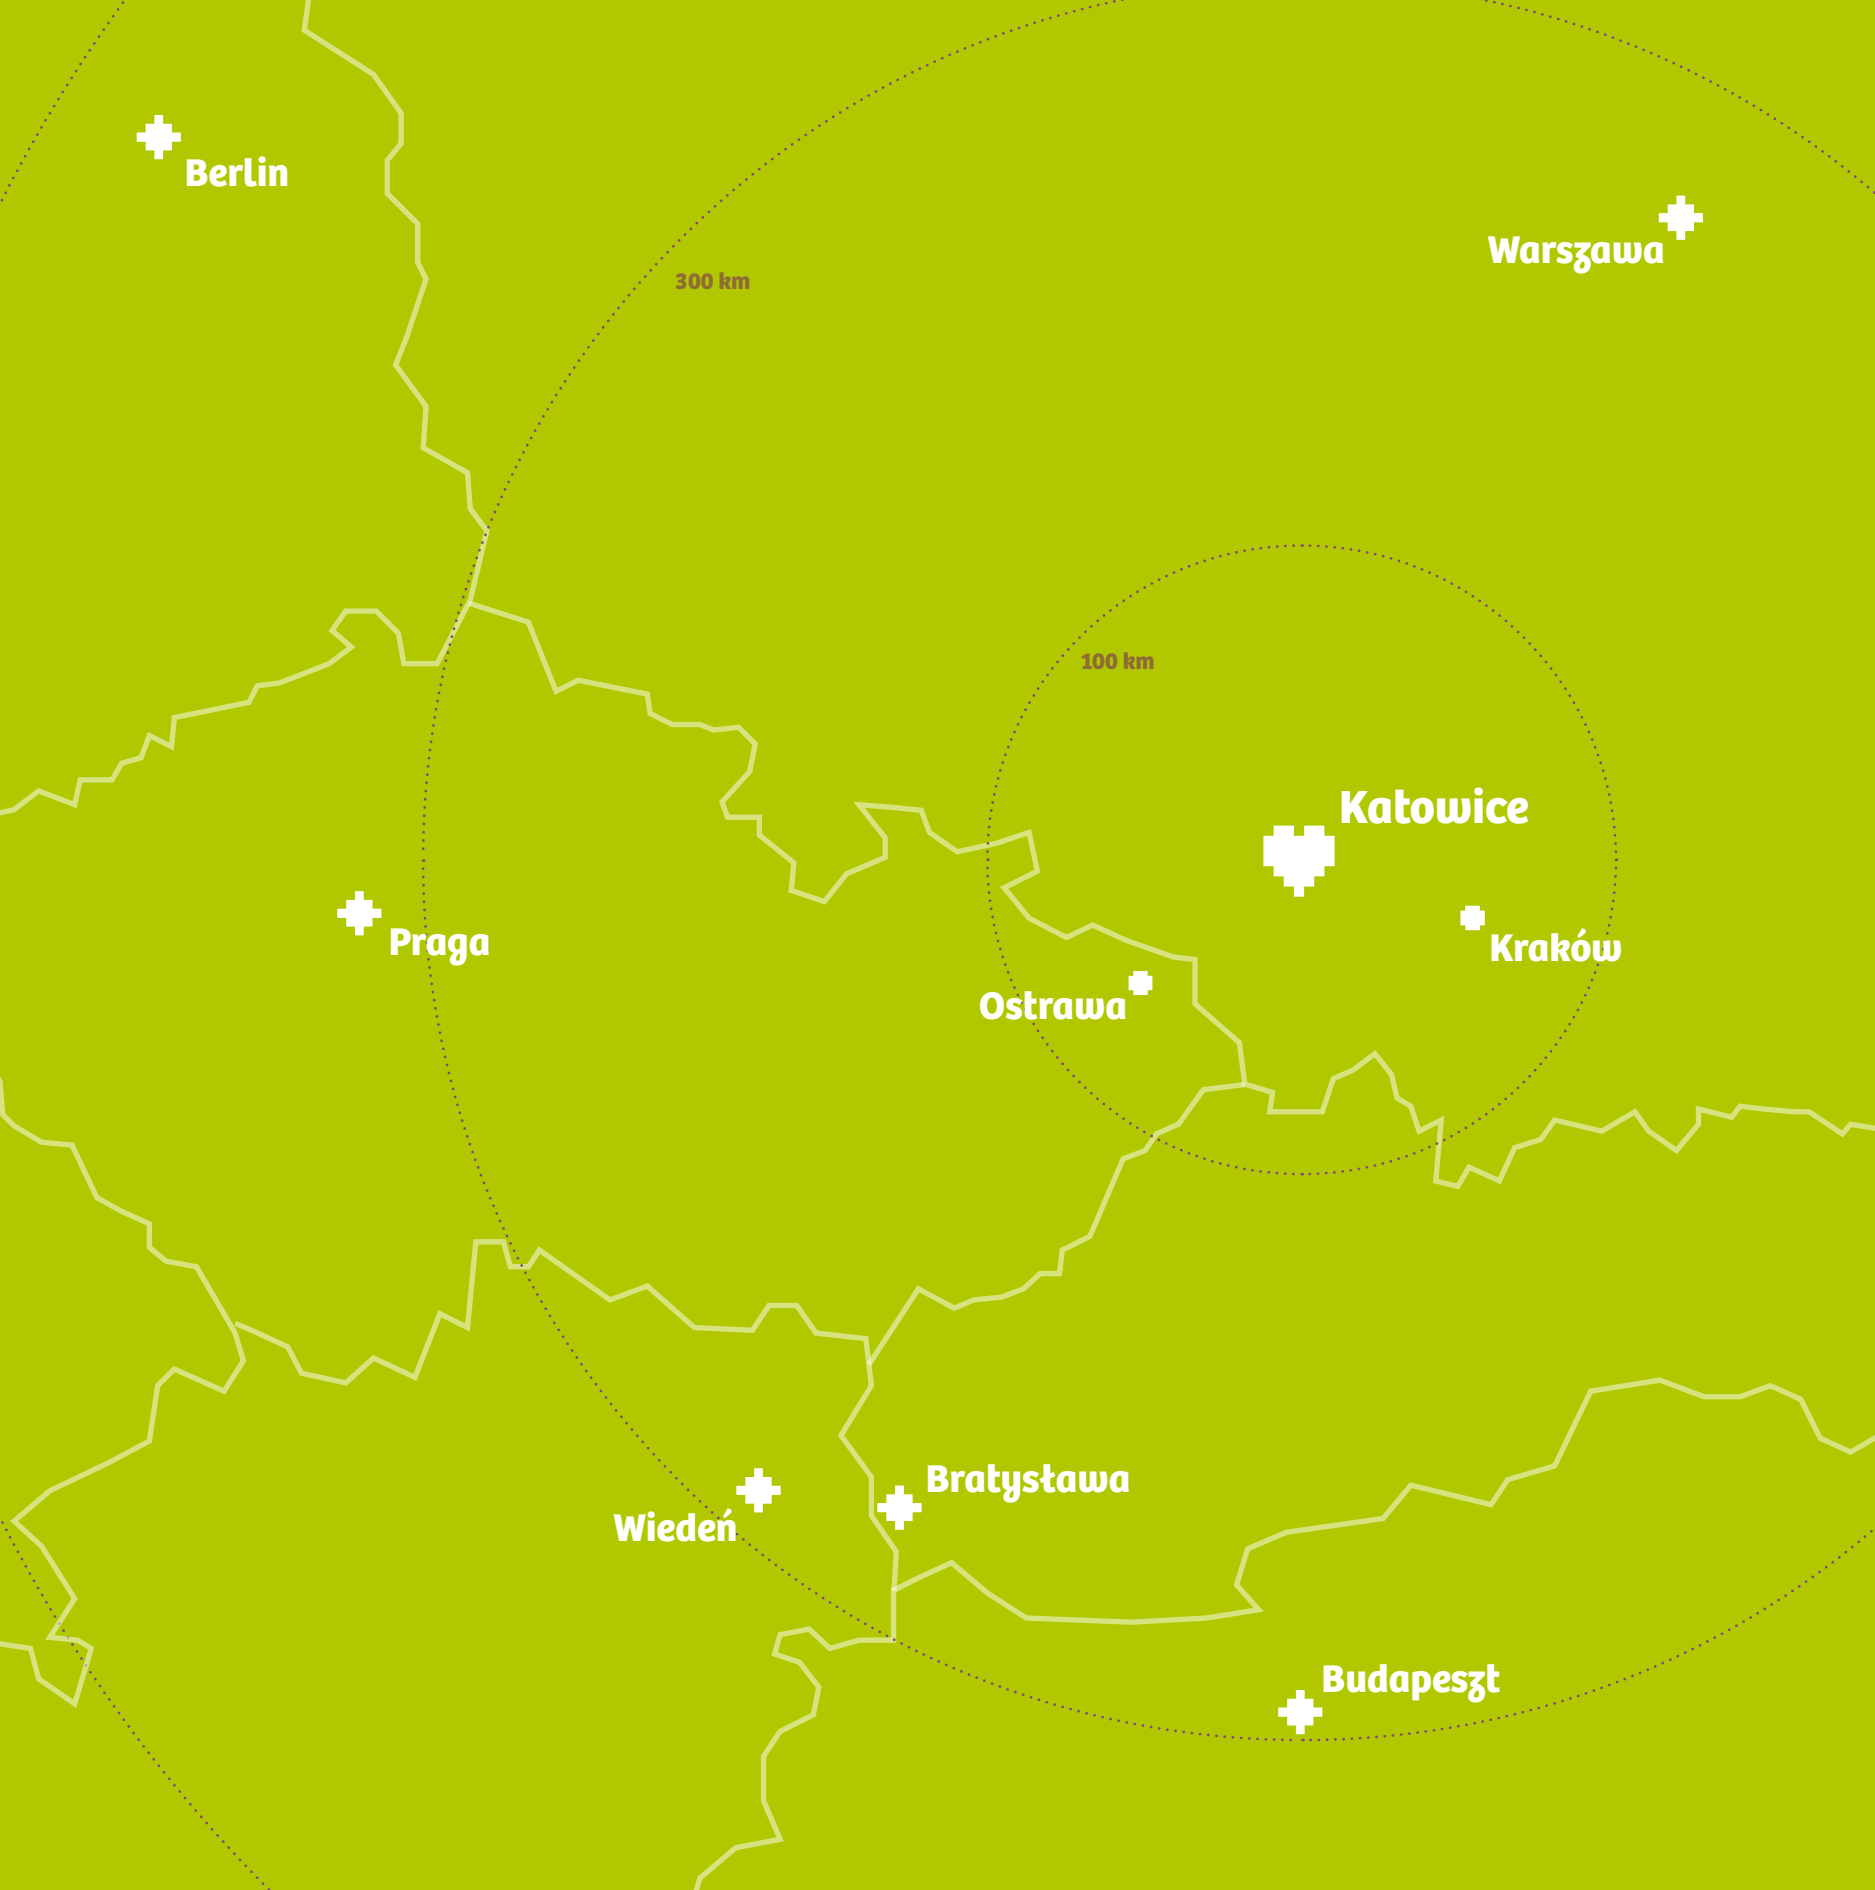 Berlin
Warszawa
300 km
100 km
Katowice
Praga
Kraków
Ostrawa
Bratysława
Wiedeń
Budapeszt